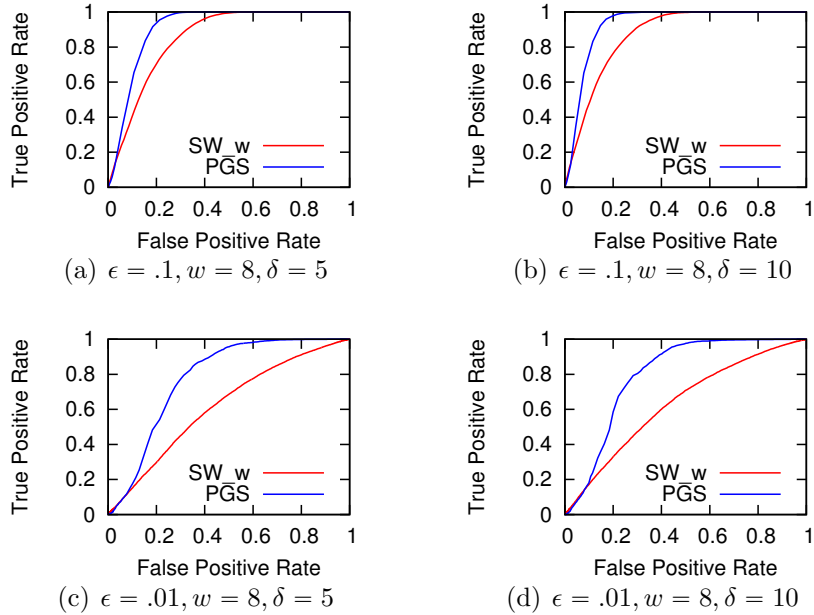 True Positive Rate
1
0.8
0.6
0.4
0.2
0
SW_w
PGS
0 0.2 0.4 0.6 0.8 1
False Positive Rate
(a) ϵ = .1, w = 8, δ = 5
True Positive Rate
1
0.8
0.6
0.4
0.2
0
SW_w
PGS
0 0.2 0.4 0.6 0.8 1
False Positive Rate
(b) ϵ = .1, w = 8, δ = 10
True Positive Rate
1
0.8
0.6
0.4
0.2
0
SW_w
PGS
0 0.2 0.4 0.6 0.8 1
False Positive Rate
(c) ϵ = .01, w = 8, δ = 5
True Positive Rate
1
0.8
0.6
0.4
0.2
0
SW_w
PGS
0 0.2 0.4 0.6 0.8 1
False Positive Rate
(d) ϵ = .01, w = 8, δ = 10